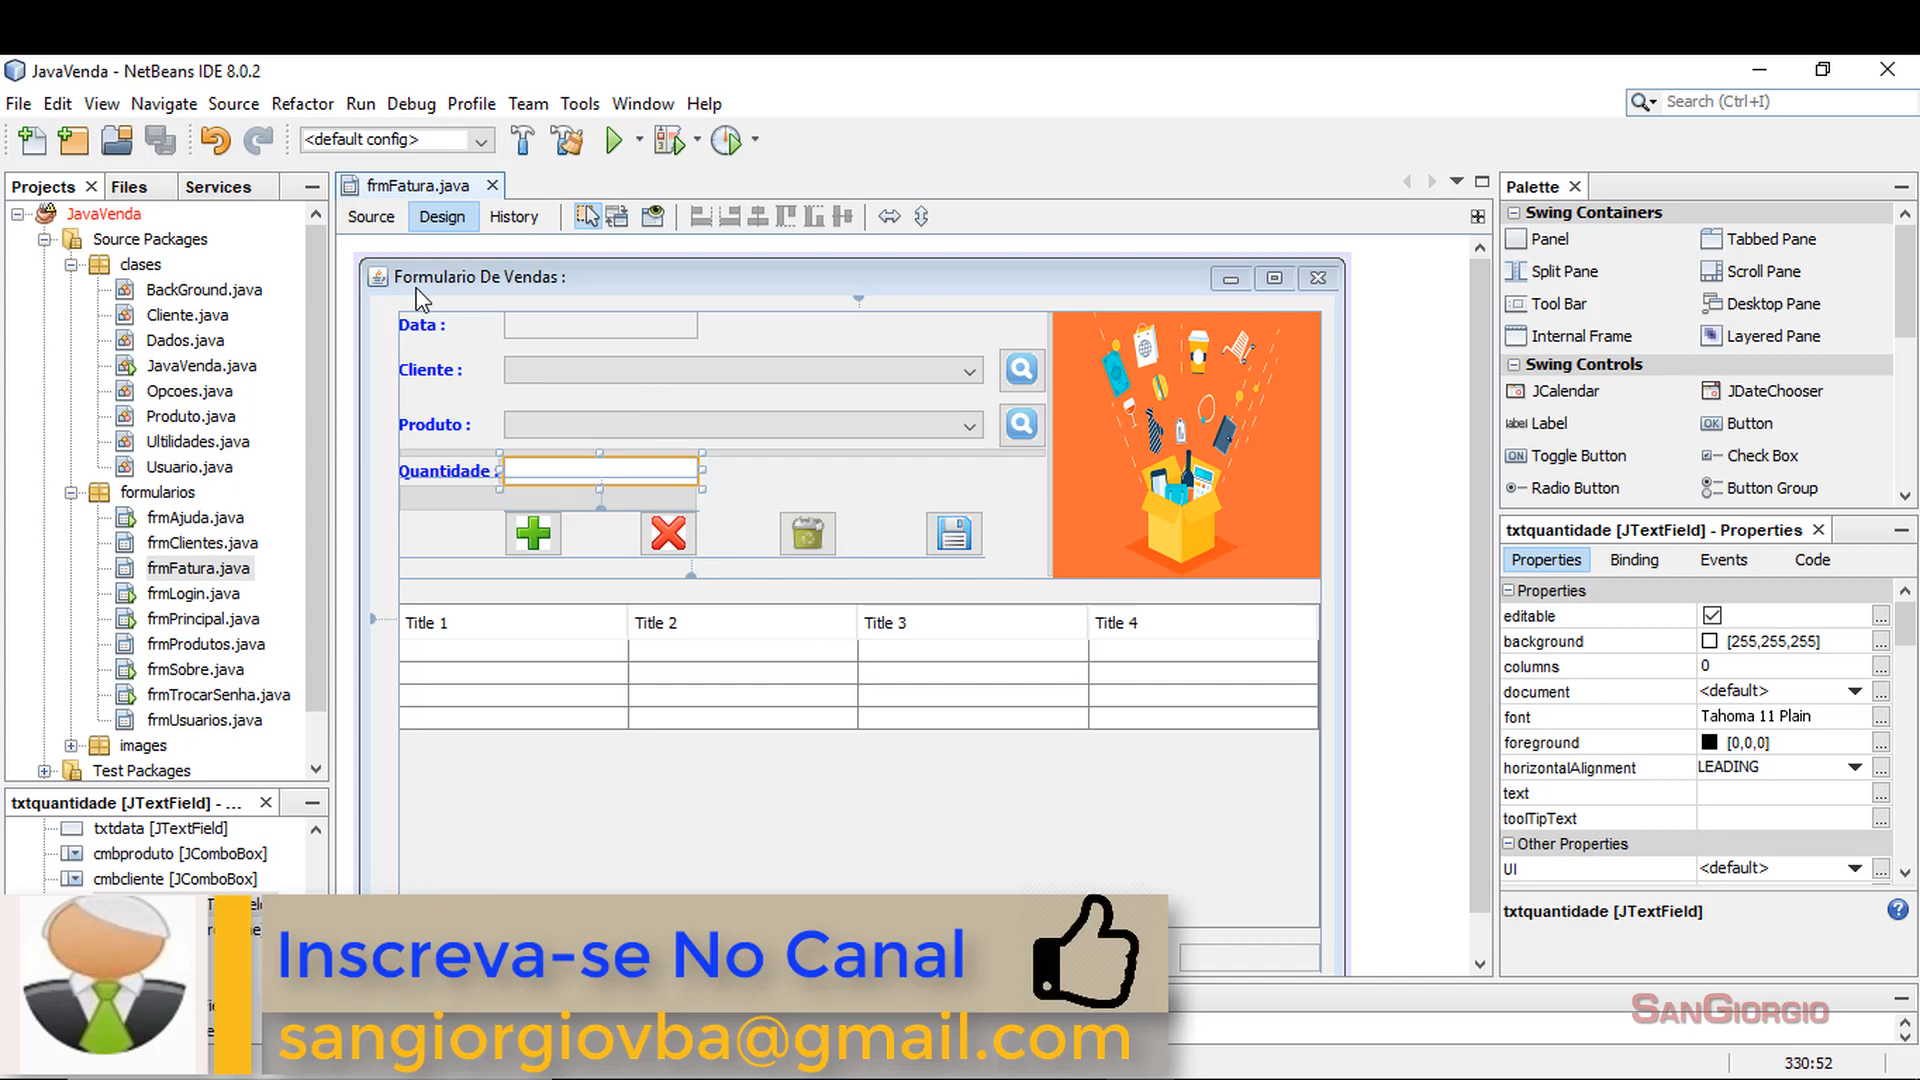 JavaVenda - NetBeans IDE 8.0.2
File Edit View Navigate Source Refactor Run Debug Profile Team Tools Window Help
Search (Ctrl+I)
<default config>
Projects Files Services
JavaVenda
Source Packages
clases
BackGround.java
Cliente.java
Dados.java
JavaVenda.java
Opcoes.java
Produto.java
Ultilidades.java
Usuario.java
formularios
frmAjuda.java
frmClientes.java
frmFatura.java
frmLogin.java
frmPrincipal.java
frmProdutos.java
frmSobre.java
frmTrocarSenha.java
frmUsuarios.java
images
Test Packages
txtquantidade [JTextField] - ...
txtdata [JTextField]
cmbproduto [JComboBox]
cmbcliente [JComboBox]
frmFatura.java
Source Design History
Formulario De Vendas :
Data :
Cliente :
Produto :
Quantidade :
Title 1 Title 2 Title 3 Title 4
Palette
Swing Containers
Panel Tabbed Pane
Split Pane Scroll Pane
Tool Bar Desktop Pane
Internal Frame Layered Pane
Swing Controls
JCalendar JDateChooser
label Label OK Button
ON Toggle Button Check Box
Radio Button Button Group
txtquantidade [JTextField] - Properties
Properties Binding Events Code
Properties
editable
background [255,255,255]
columns 0
document <default>
font Tahoma 11 Plain
foreground [0,0,0]
horizontalAlignment LEADING
text
toolTipText
Other Properties
UI <default>
txtquantidade [JTextField]
Inscreva-se No Canal
sangiorgiovba@gmail.com
SANGIORGIO
330:52